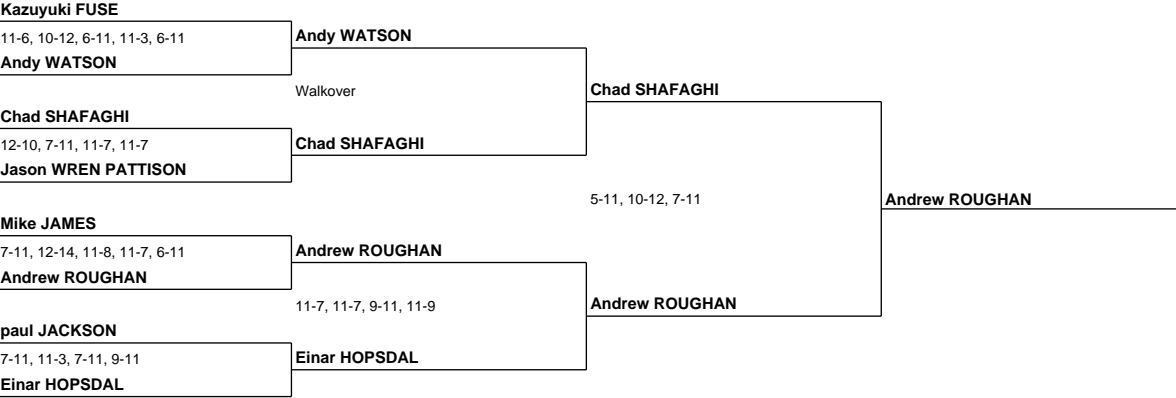 Kazuyuki FUSE
11-6, 10-12, 6-11, 11-3, 6-11
Andy WATSON
Andy WATSON
Walkover
Chad SHAFAGHI
Chad SHAFAGHI
12-10, 7-11, 11-7, 11-7
Chad SHAFAGHI
Jason WREN PATTISON
5-11, 10-12, 7-11
Andrew ROUGHAN
Mike JAMES
7-11, 12-14, 11-8, 11-7, 6-11
Andrew ROUGHAN
Andrew ROUGHAN
11-7, 11-7, 9-11, 11-9
Andrew ROUGHAN
paul JACKSON
7-11, 11-3, 7-11, 9-11
Einar HOPSDAL
Einar HOPSDAL